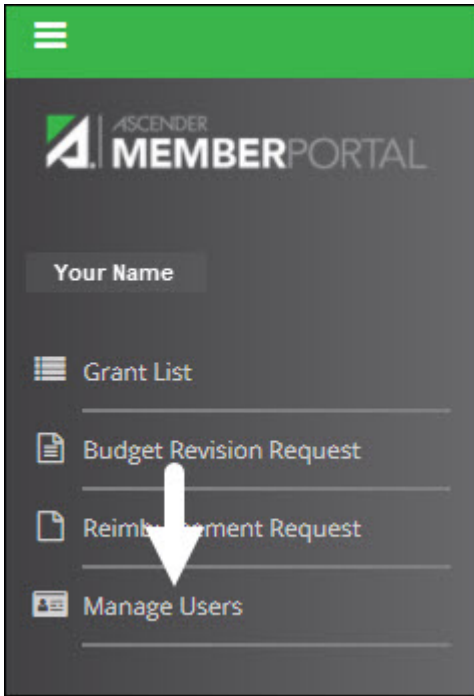 ASCENDER
MEMBERPORTAL
Your Name
Grant List
Budget Revision Request
Request
Manage Users